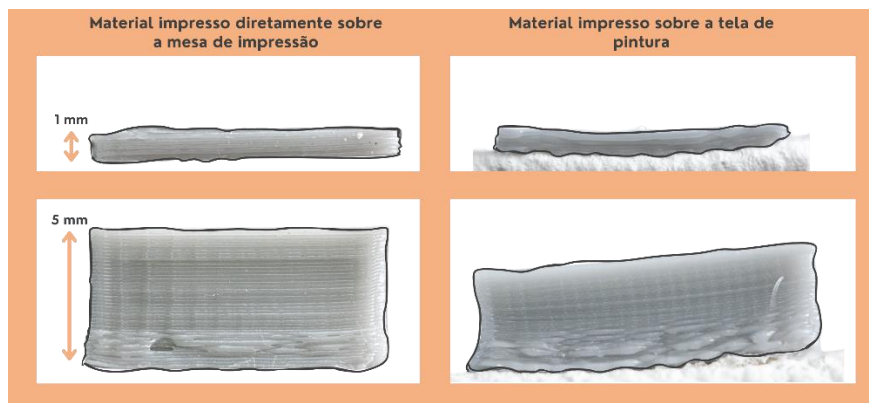 Material impresso diretamente sobre
a mesa de impressão
Material impresso sobre a tela de
pintura
1 mm
5 mm